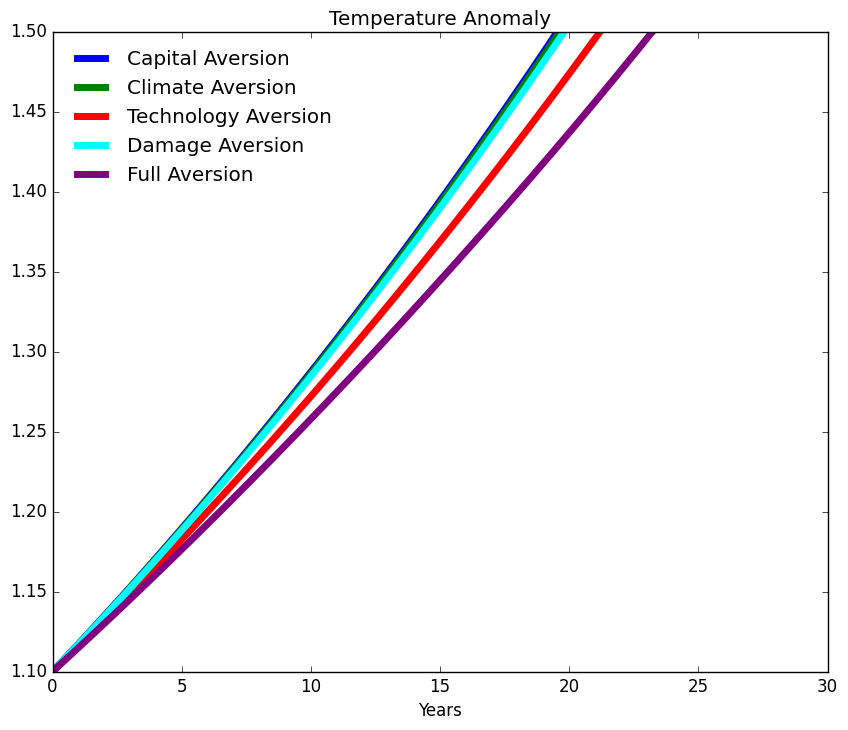 Temperature Anomaly
1.50
Capital Aversion
Climate Aversion
1.45
Technology Aversion
Damage Aversion
Full Aversion
1.40
1.35
1.30
1.25
1.20
1.15
1.10
0 5 10 15 20 25 30
Years